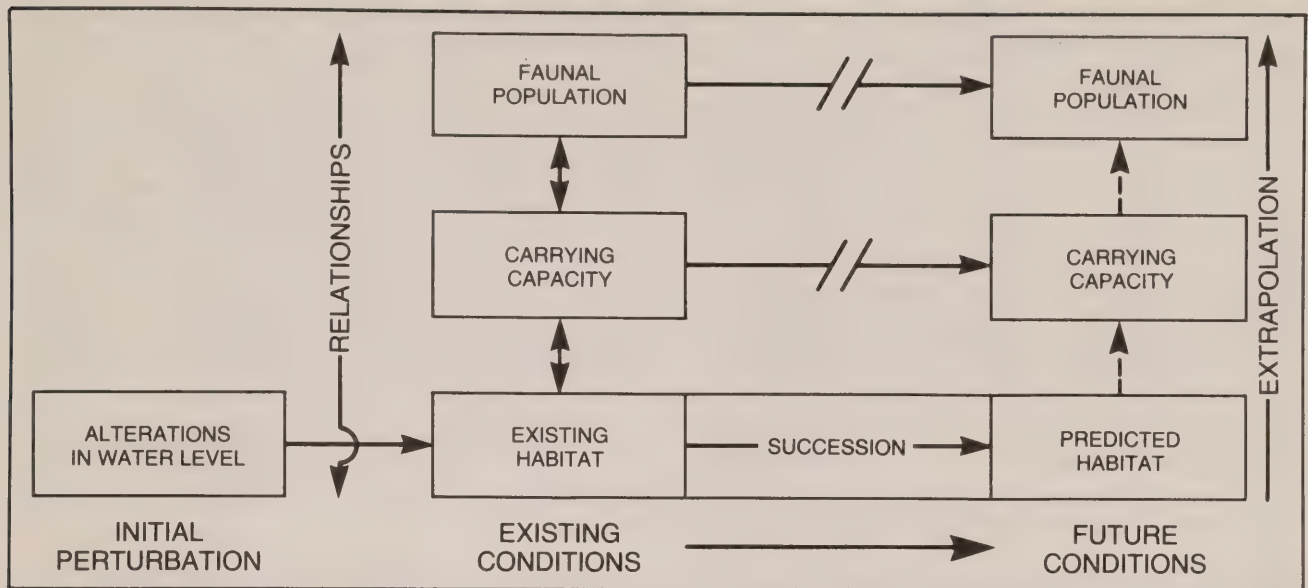 FAUNAL
POPULATION
FAUNAL
POPULATION
RELATIONSHIPS
CARRYING
CAPACITY
CARRYING
CAPACITY
EXTRAPOLATION
ALTERATIONS
IN WATER LEVEL
EXISTING
HABITAT
SUCCESSION
PREDICTED
HABITAT
INITIAL
PERTURBATION
EXISTING
CONDITIONS
FUTURE
CONDITIONS